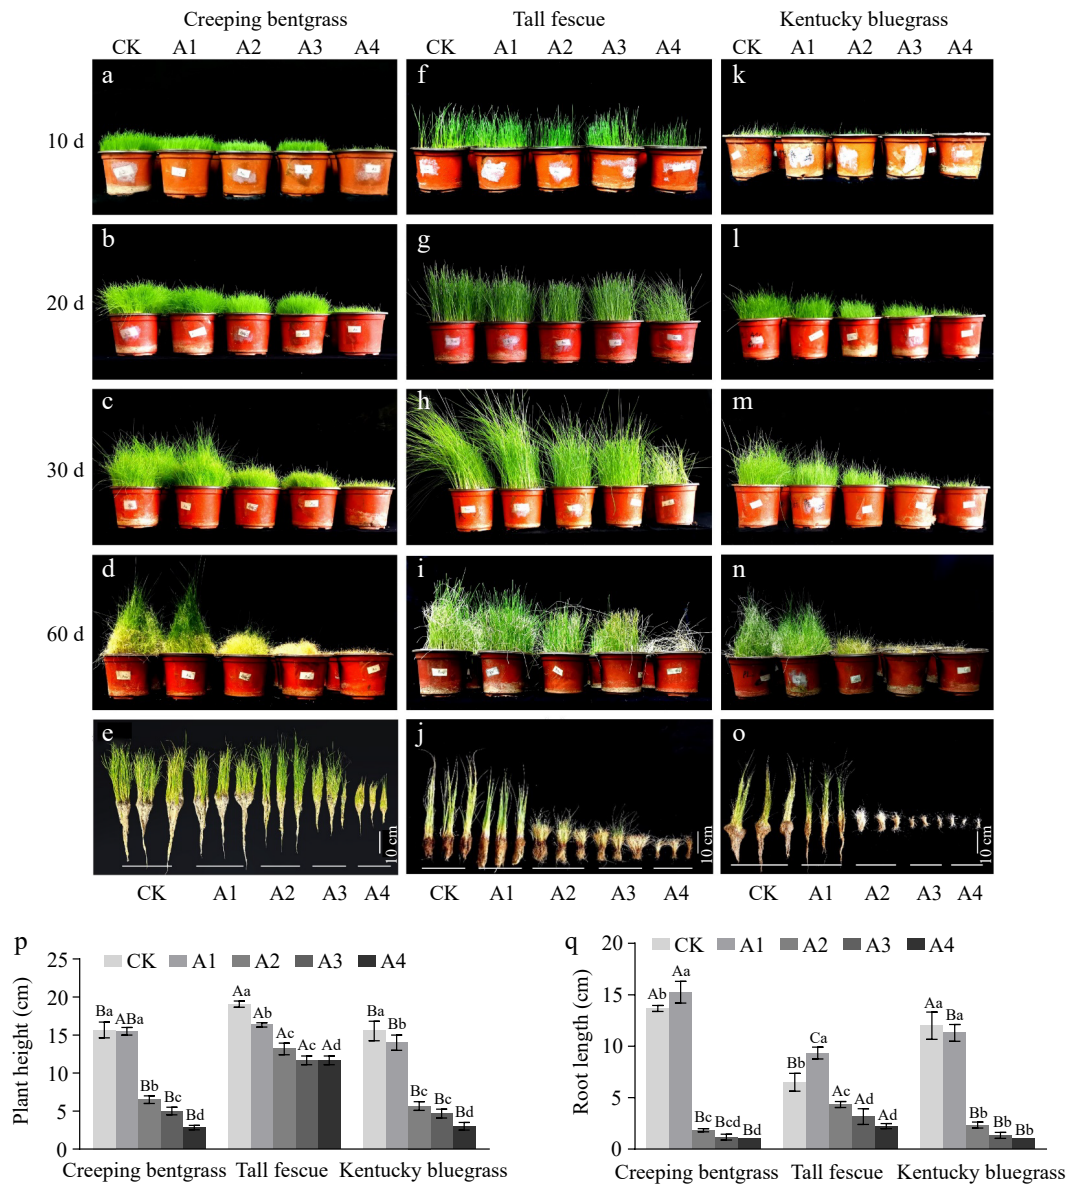 Creeping bentgrass Tall fescue Kentucky bluegrass
CK A1 A2 A3 A4 CK A1 A2 A3 A4 CK A1 A2 A3 A4
a f k
10 d
b g l
20 d
c h m
30 d
d i n
60 d
e j o
10 cm 10 cm 10 cm
CK A1 A2 A3 A4 CK A1 A2 A3 A4 CK A1 A2 A3 A4
p
CK A1 A2 A3 A4
Plant height (cm)
25
20
15
10
5
0
Ba ABa Bb Bc Bd
Aa Ab Ac Ac Ad
Ba Bb Bc Bc Bd
Creeping bentgrass Tall fescue Kentucky bluegrass
q
CK A1 A2 A3 A4
Root length (cm)
20
15
10
5
0
Ab Aa Bc Bcd Bd
Bb Ca Ac Ad Ad
Aa Ba Bb Bb Bb
Creeping bentgrass Tall fescue Kentucky bluegrass